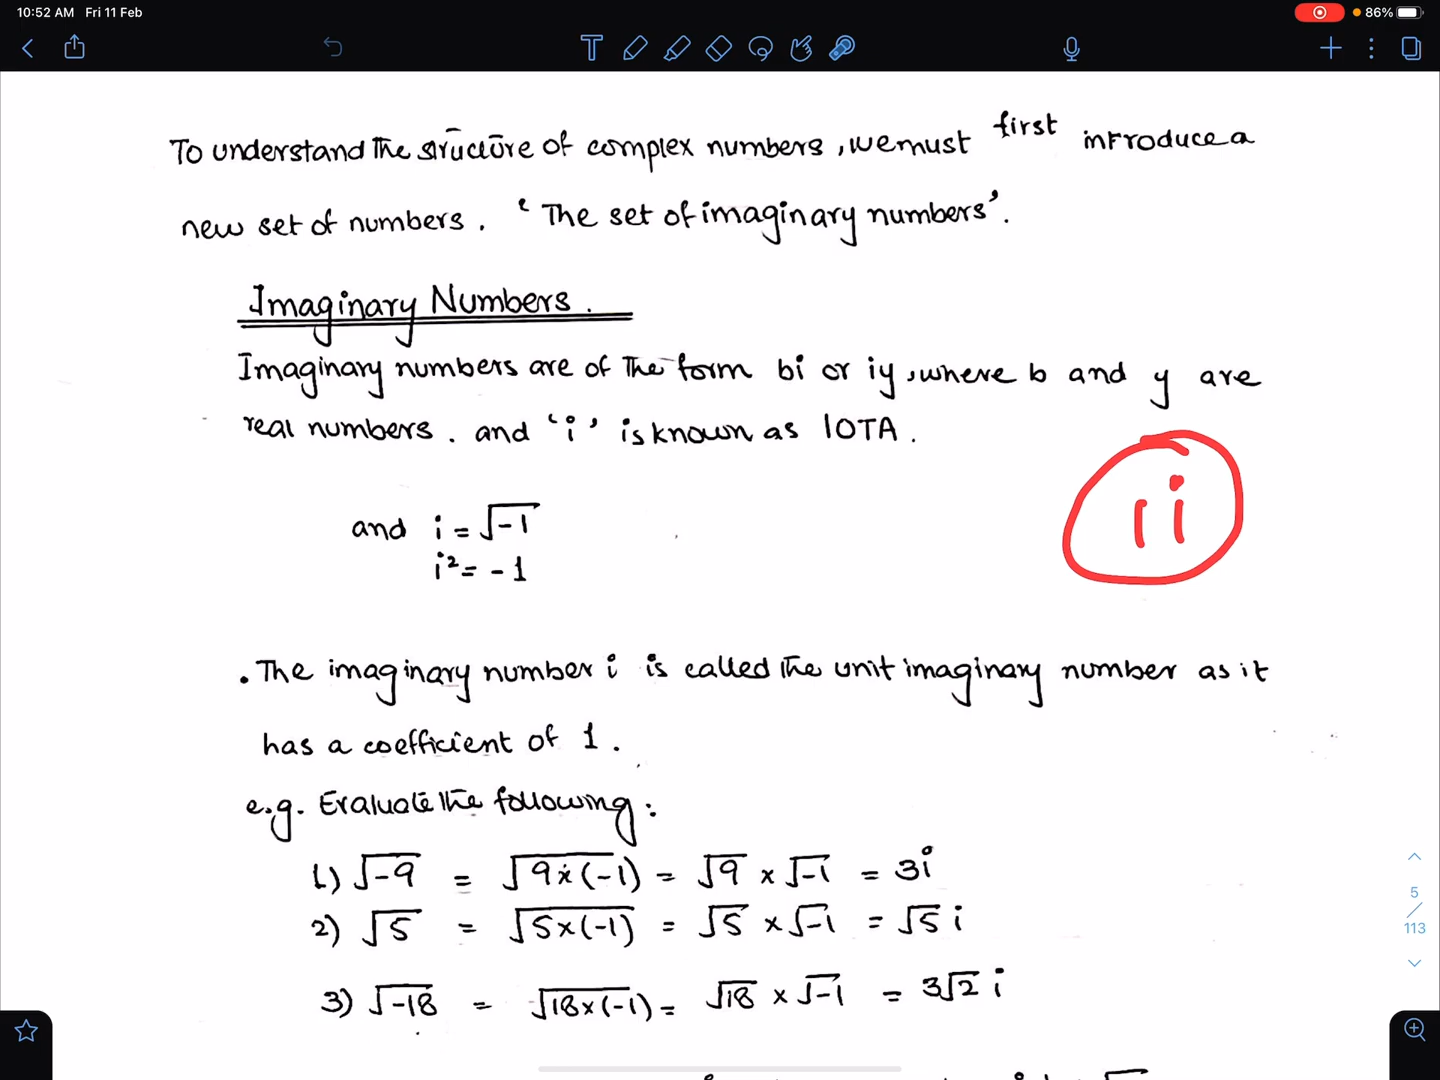 10:52 AM Fri 11 Feb
86%
To understand the structure of complex numbers, we must first introduce a
new set of numbers. 'The set of imaginary numbers'.
Imaginary Numbers.
Imaginary numbers are of the form bi or iy, where b and y are
real numbers. and 'i' is known as IOTA.
1i
and i = √-1
i² = -1
. The imaginary number i is called the unit imaginary number as it
has a coefficient of 1.
e.g. Evaluate the following:
1.) √-9 = √9×(-1) = √9 × √-1 = 3i
2) √5 = √5×(-1) = √5 × √-1 = √5 i
3) √-18 = √18×(-1) = √18 × √-1 = 3√2 i
5
/
113